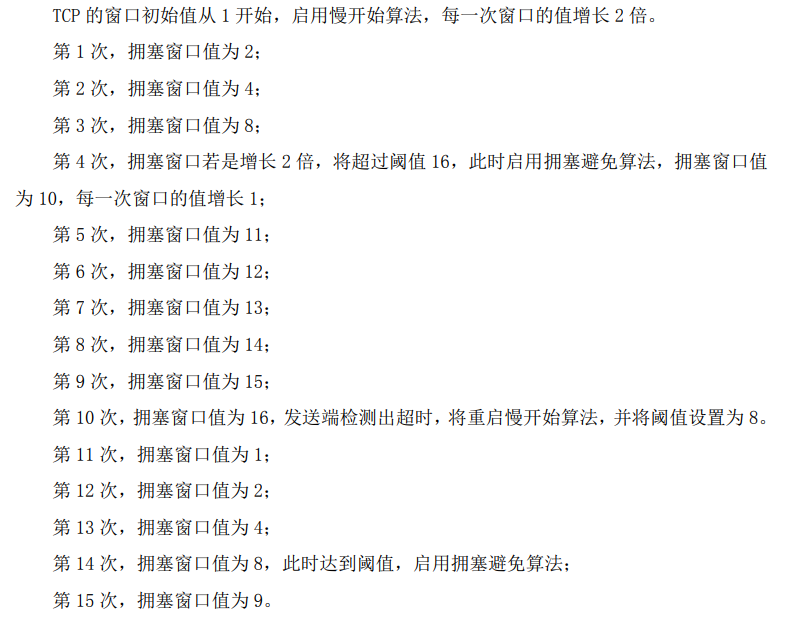 TCP 的窗口初始值从 1 开始，启用慢开始算法，每一次窗口的值增长 2 倍。
第 1 次，拥塞窗口值为 2；
第 2 次，拥塞窗口值为 4；
第 3 次，拥塞窗口值为 8；
第 4 次，拥塞窗口若是增长 2 倍，将超过阈值 16，此时启用拥塞避免算法，拥塞窗口值
为 10，每一次窗口的值增长 1；
第 5 次，拥塞窗口值为 11；
第 6 次，拥塞窗口值为 12；
第 7 次，拥塞窗口值为 13；
第 8 次，拥塞窗口值为 14；
第 9 次，拥塞窗口值为 15；
第 10 次，拥塞窗口值为 16，发送端检测出超时，将重启慢开始算法，并将阈值设置为 8。
第 11 次，拥塞窗口值为 1；
第 12 次，拥塞窗口值为 2；
第 13 次，拥塞窗口值为 4；
第 14 次，拥塞窗口值为 8，此时达到阈值，启用拥塞避免算法；
第 15 次，拥塞窗口值为 9。